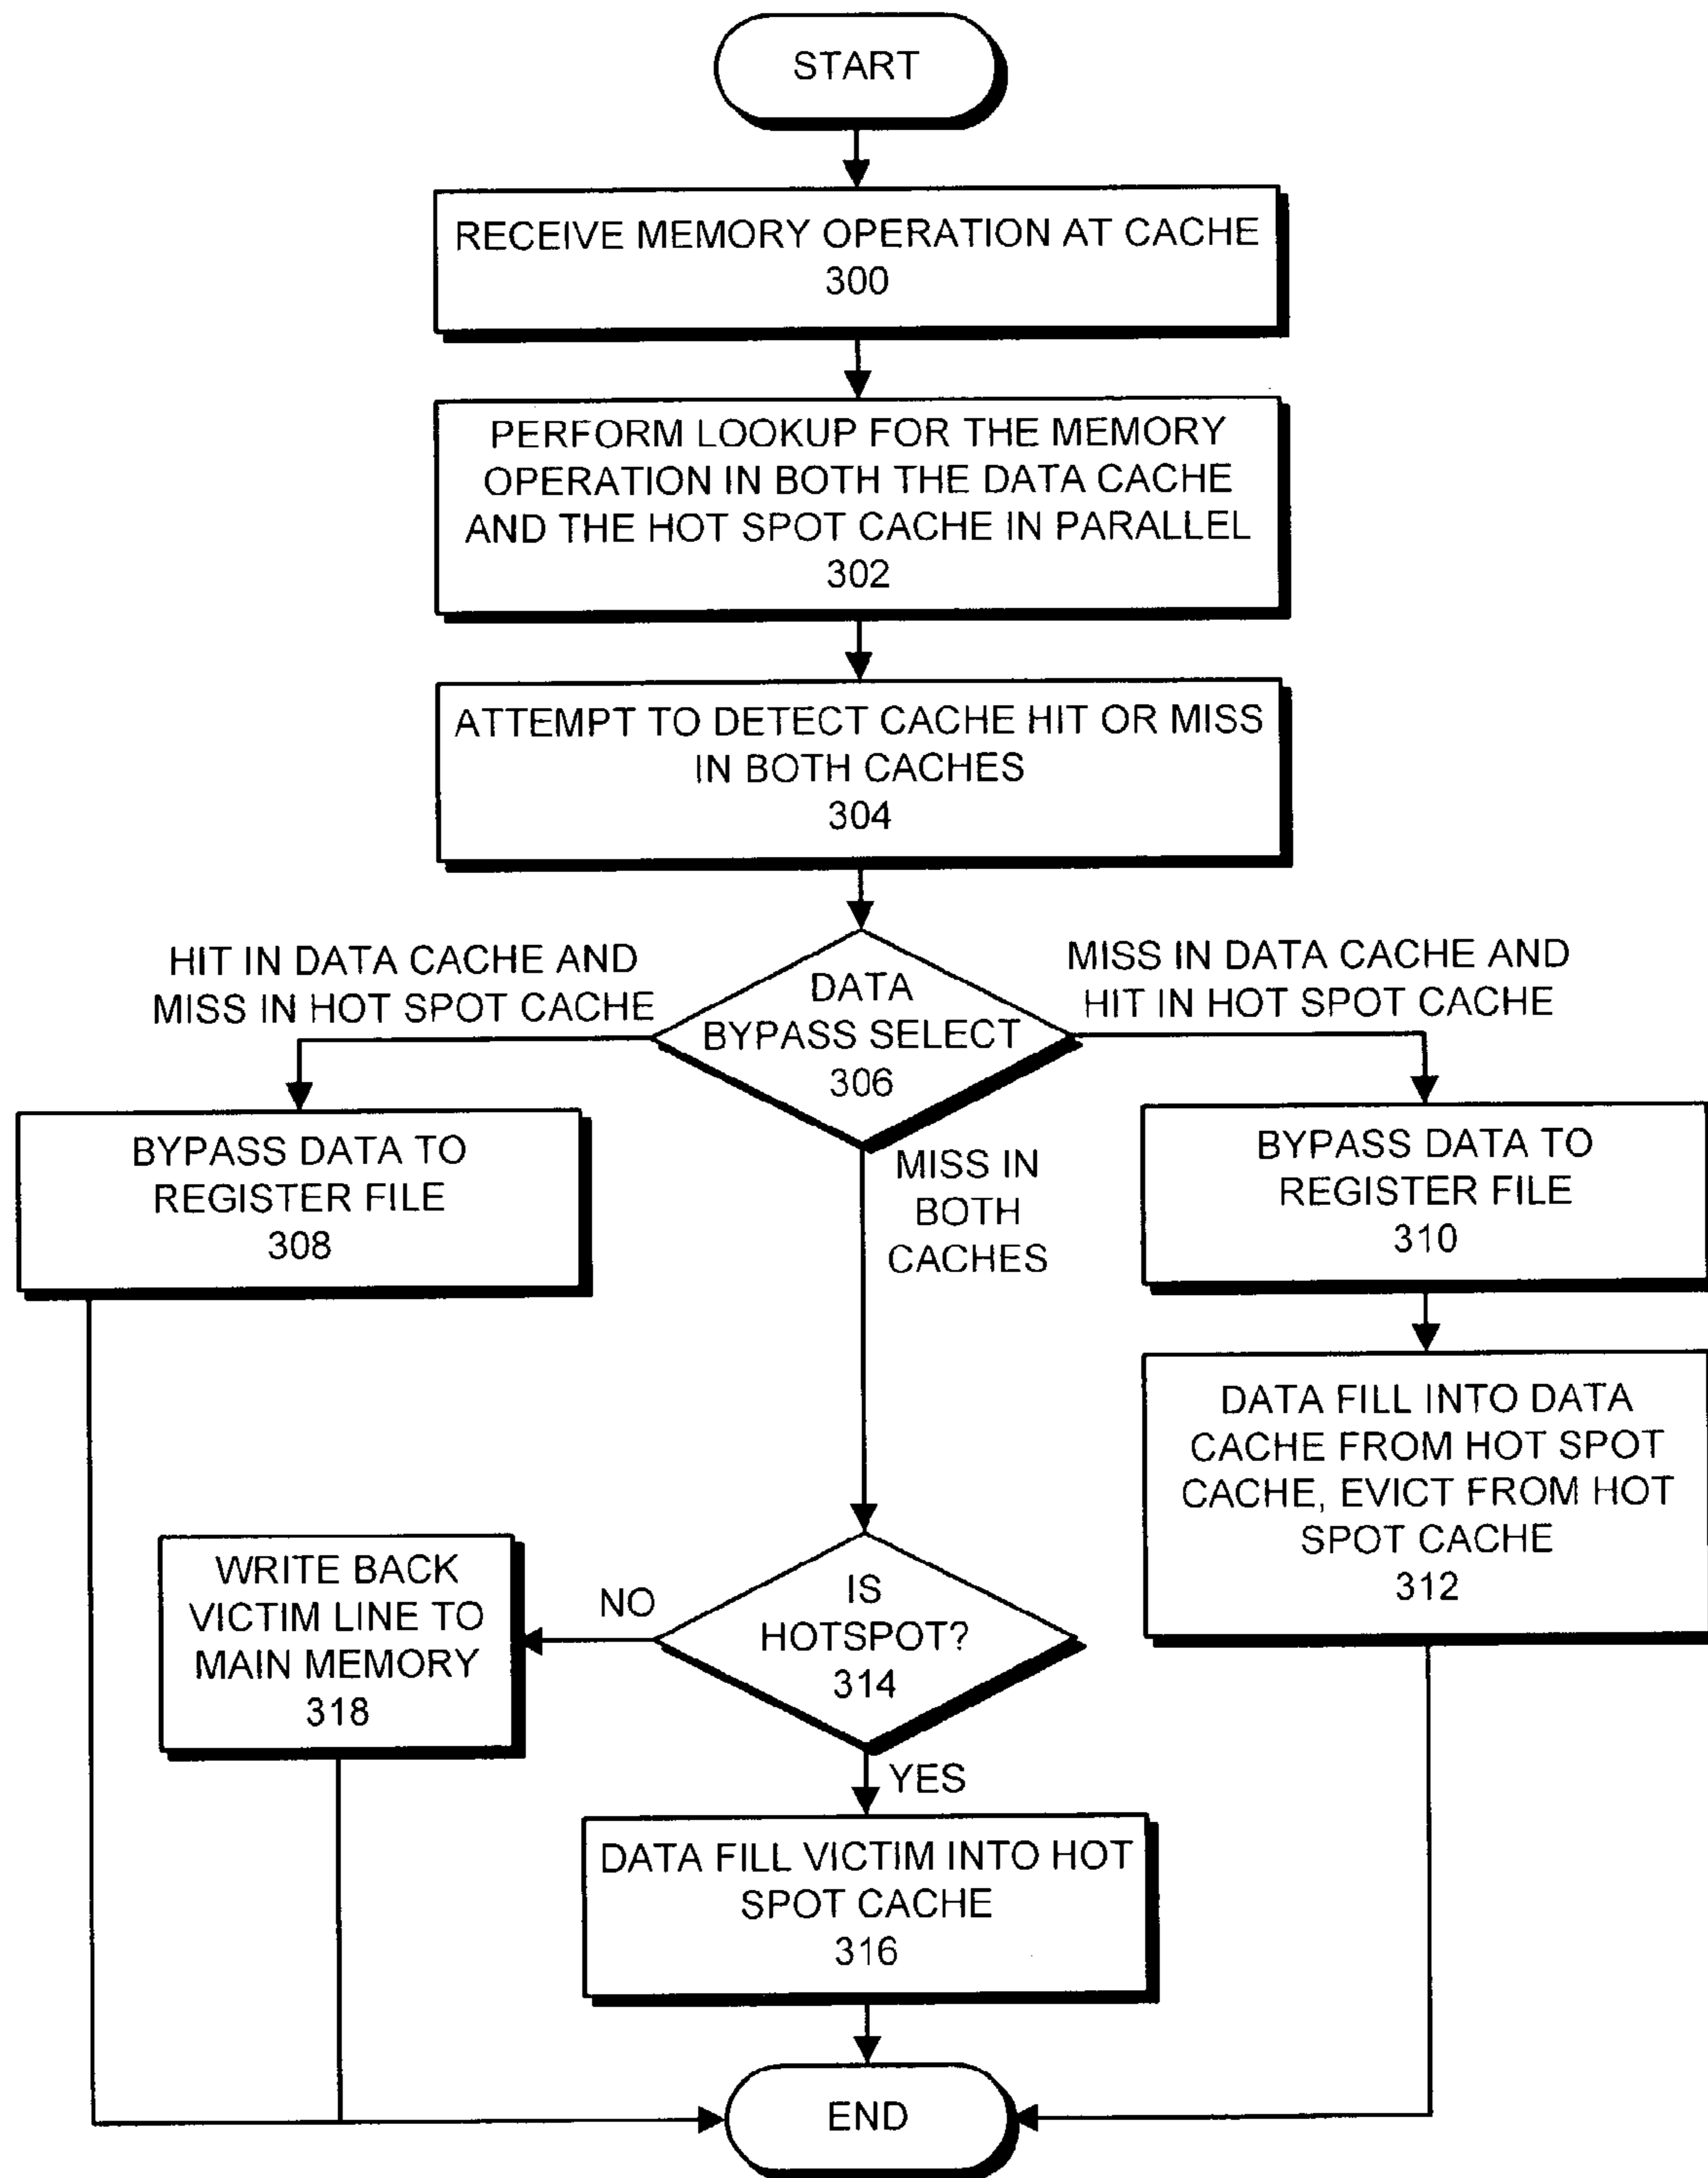 START
RECEIVE MEMORY OPERATION AT CACHE
300
PERFORM LOOKUP FOR THE MEMORY
OPERATION IN BOTH THE DATA CACHE
AND THE HOT SPOT CACHE IN PARALLEL
302
ATTEMPT TO DETECT CACHE HIT OR MISS
IN BOTH CACHES
304
HIT IN DATA CACHE AND
MISS IN HOT SPOT CACHE
DATA
BYPASS SELECT
306
MISS IN DATA CACHE AND
HIT IN HOT SPOT CACHE
BYPASS DATA TO
REGISTER FILE
308
MISS IN
BOTH
CACHES
BYPASS DATA TO
REGISTER FILE
310
DATA FILL INTO DATA
CACHE FROM HOT SPOT
CACHE, EVICT FROM HOT
SPOT CACHE
312
WRITE BACK
VICTIM LINE TO
MAIN MEMORY
318
NO
IS
HOTSPOT?
314
YES
DATA FILL VICTIM INTO HOT
SPOT CACHE
316
END